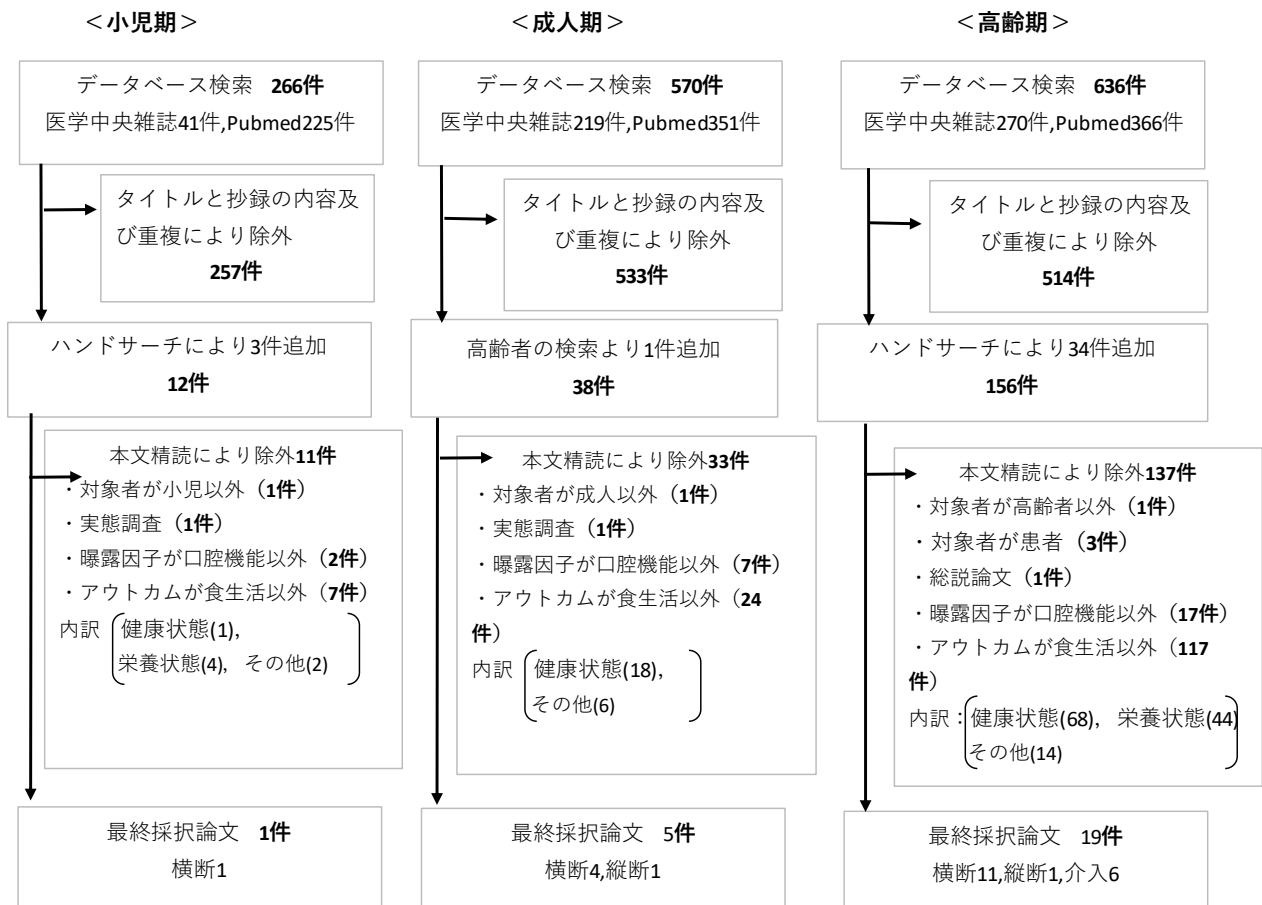 ＜小児期＞
データベース検索　266件
医学中央雑誌41件,Pubmed225件
タイトルと抄録の内容及
び重複により除外
257件
ハンドサーチにより3件追加
12件
本文精読により除外11件
・対象者が小児以外（1件）
・実態調査（1件）
・曝露因子が口腔機能以外（2件）
・アウトカムが食生活以外（7件）
内訳 健康状態(1),
栄養状態(4),　その他(2)
最終採択論文　1件
横断1
＜成人期＞
データベース検索　570件
医学中央雑誌219件,Pubmed351件
タイトルと抄録の内容及
び重複により除外
533件
高齢者の検索より1件追加
38件
本文精読により除外33件
・対象者が成人以外（1件）
・実態調査（1件）
・曝露因子が口腔機能以外（7件）
・アウトカムが食生活以外（24
件）
内訳 健康状態(18),
その他(6)
最終採択論文　5件
横断4,縦断1
＜高齢期＞
データベース検索　636件
医学中央雑誌270件,Pubmed366件
タイトルと抄録の内容及
び重複により除外
514件
ハンドサーチにより34件追加
156件
本文精読により除外137件
・対象者が高齢者以外（1件）
・対象者が患者（3件）
・総説論文（1件）
・曝露因子が口腔機能以外（17件）
・アウトカムが食生活以外（117
件）
内訳：健康状態(68),　栄養状態(44)
その他(14)
最終採択論文　19件
横断11,縦断1,介入6